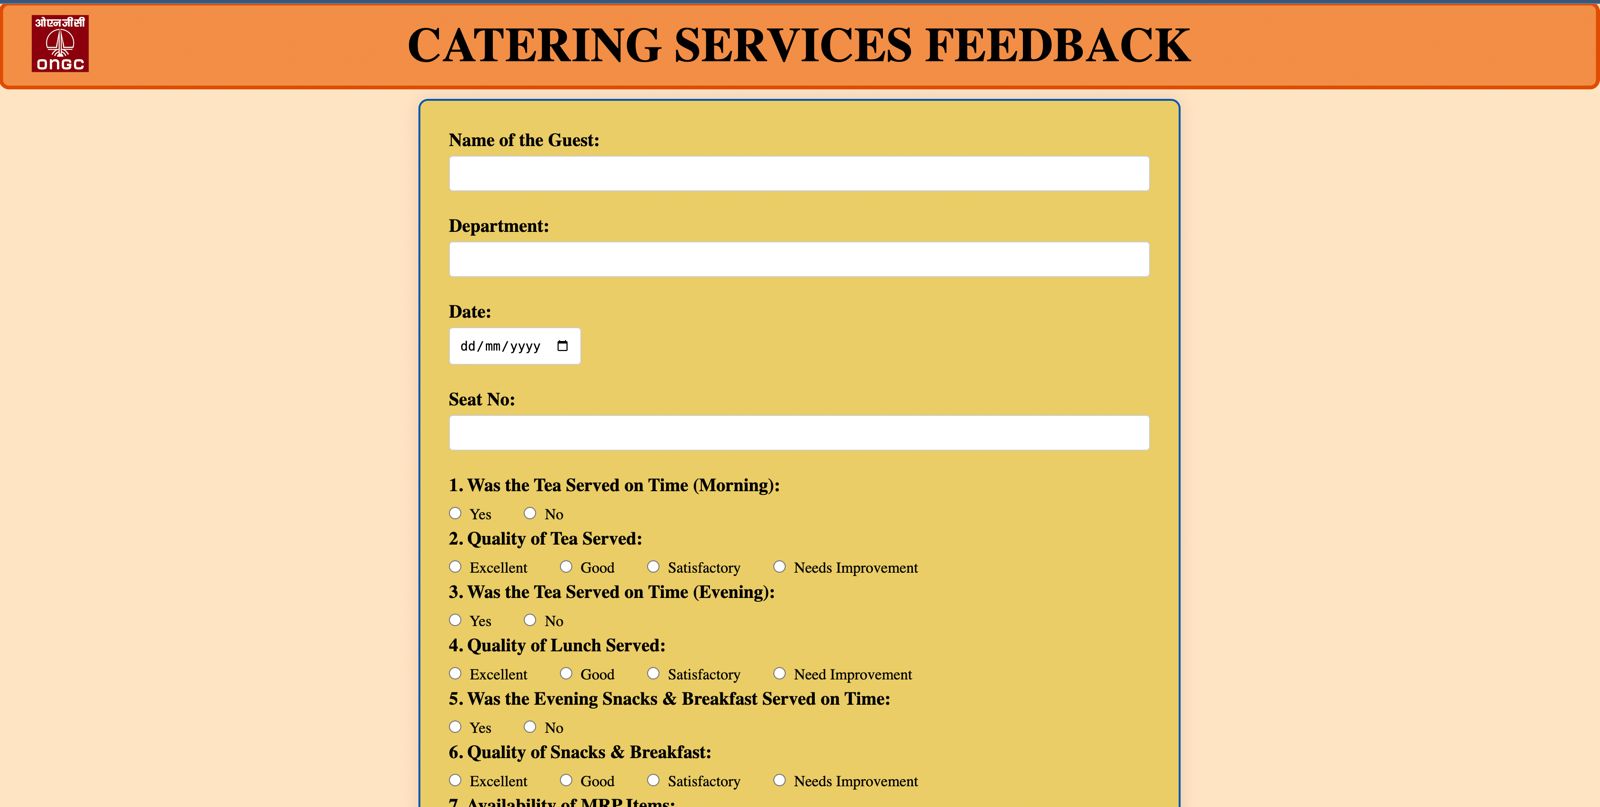 ओएनजीसी
ONGC
CATERING SERVICES FEEDBACK
Name of the Guest:
Department:
Date:
dd/mm/yyyy
Seat No:
1. Was the Tea Served on Time (Morning):
Yes No
2. Quality of Tea Served:
Excellent Good Satisfactory Needs Improvement
3. Was the Tea Served on Time (Evening):
Yes No
4. Quality of Lunch Served:
Excellent Good Satisfactory Need Improvement
5. Was the Evening Snacks & Breakfast Served on Time:
Yes No
6. Quality of Snacks & Breakfast:
Excellent Good Satisfactory Needs Improvement
7. Availability of MRP Items: